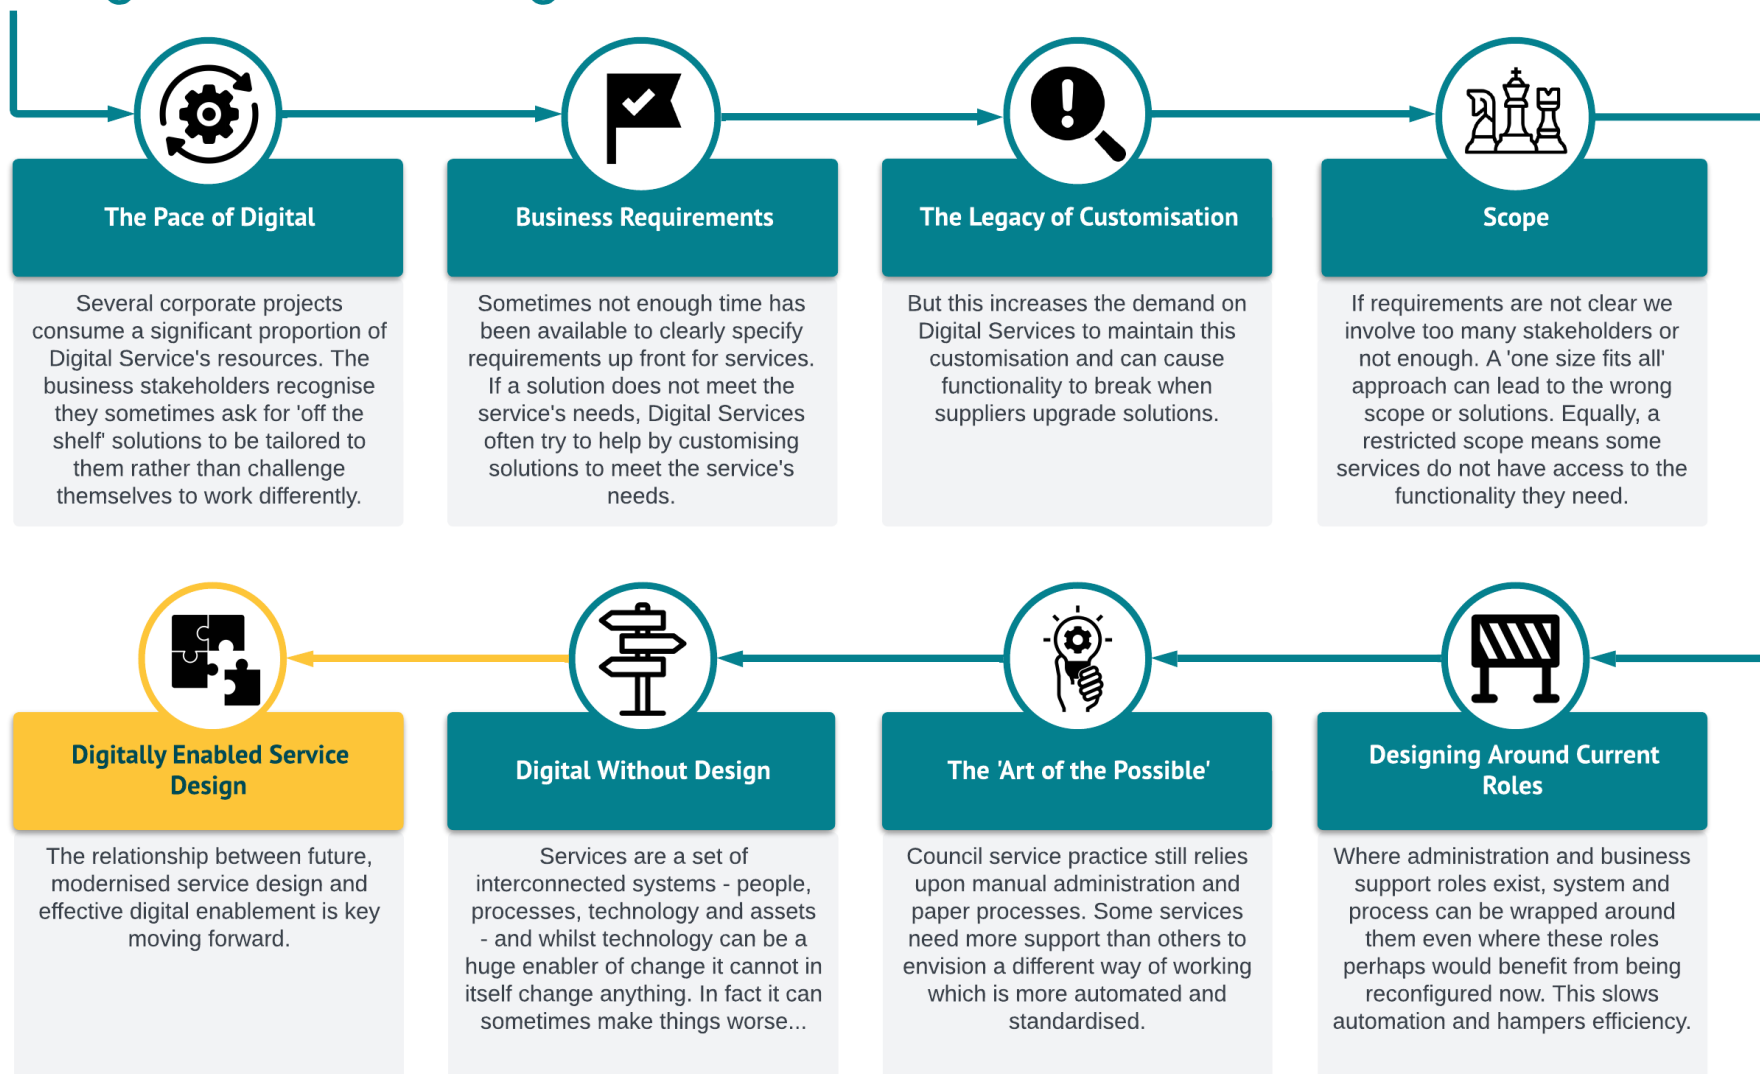 The Pace of Digital
Several corporate projects
consume a significant proportion of
Digital Service's resources. The
business stakeholders recognise
they sometimes ask for 'off the
shelf' solutions to be tailored to
them rather than challenge
themselves to work differently.
Business Requirements
Sometimes not enough time has
been available to clearly specify
requirements up front for services.
If a solution does not meet the
service's needs, Digital Services
often try to help by customising
solutions to meet the service's
needs.
The Legacy of Customisation
But this increases the demand on
Digital Services to maintain this
customisation and can cause
functionality to break when
suppliers upgrade solutions.
Scope
If requirements are not clear we
involve too many stakeholders or
not enough. A 'one size fits all'
approach can lead to the wrong
scope or solutions. Equally, a
restricted scope means some
services do not have access to the
functionality they need.
Designing Around Current
Roles
Where administration and business
support roles exist, system and
process can be wrapped around
them even where these roles
perhaps would benefit from being
reconfigured now. This slows
automation and hampers efficiency.
The 'Art of the Possible'
Council service practice still relies
upon manual administration and
paper processes. Some services
need more support than others to
envision a different way of working
which is more automated and
standardised.
Digital Without Design
Services are a set of
interconnected systems - people,
processes, technology and assets
- and whilst technology can be a
huge enabler of change it cannot in
itself change anything. In fact it can
sometimes make things worse...
Digitally Enabled Service
Design
The relationship between future,
modernised service design and
effective digital enablement is key
moving forward.